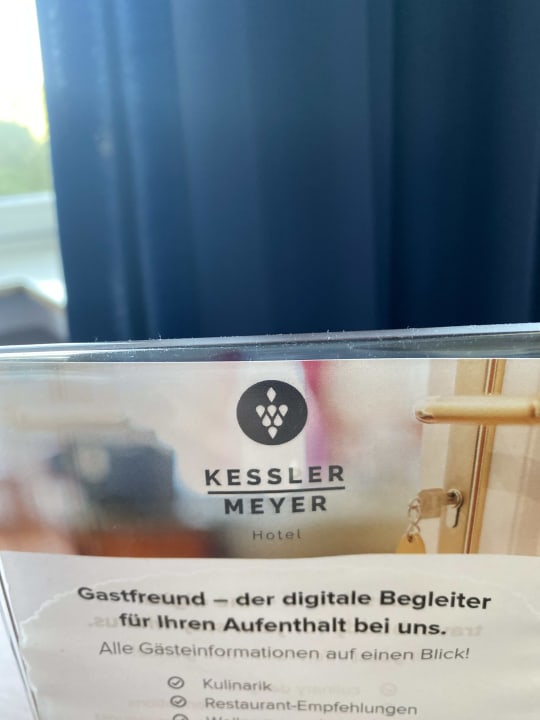 KESSLER
MEYER
Hotel
Gastfreund – der digitale Begleiter
für Ihren Aufenthalt bei uns.
Alle Gästeinformationen auf einen Blick!
Kulinarik
Restaurant-Empfehlungen